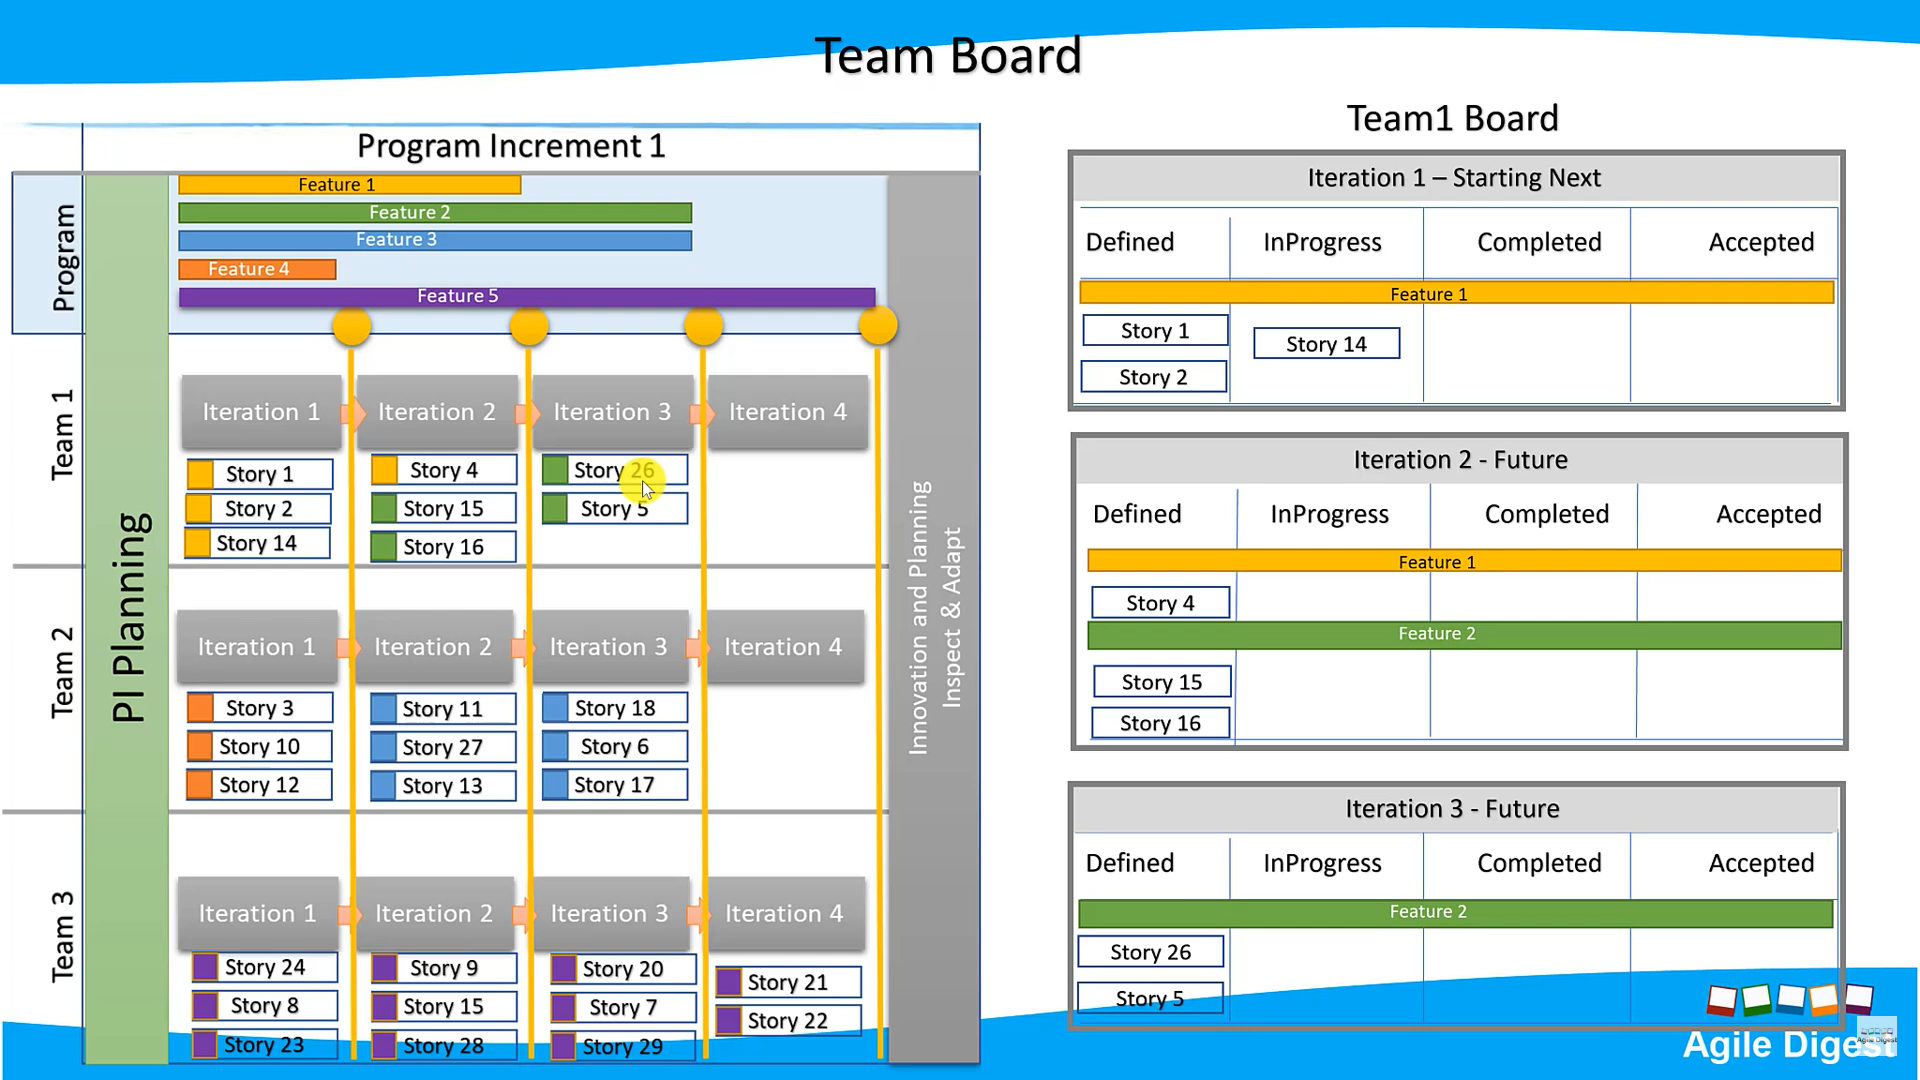 Team Board
Program Increment 1
Program
Feature 1
Feature 2
Feature 3
Feature 4
Feature 5
PI Planning
Team 1
Iteration 1
Iteration 2
Iteration 3
Iteration 4
Story 1
Story 4
Story 26
Story 2
Story 15
Story 5
Story 14
Story 16
Team 2
Iteration 1
Iteration 2
Iteration 3
Iteration 4
Story 3
Story 11
Story 18
Story 10
Story 27
Story 6
Story 12
Story 13
Story 17
Team 3
Iteration 1
Iteration 2
Iteration 3
Iteration 4
Story 24
Story 9
Story 20
Story 21
Story 8
Story 15
Story 7
Story 22
Story 23
Story 28
Story 29
Innovation and Planning
Inspect & Adapt
Team1 Board
Iteration 1 – Starting Next
Defined
InProgress
Completed
Accepted
Feature 1
Story 1
Story 14
Story 2
Iteration 2 - Future
Defined
InProgress
Completed
Accepted
Feature 1
Story 4
Feature 2
Story 15
Story 16
Iteration 3 - Future
Defined
InProgress
Completed
Accepted
Feature 2
Story 26
Story 5
Agile Digest
Agile Digest